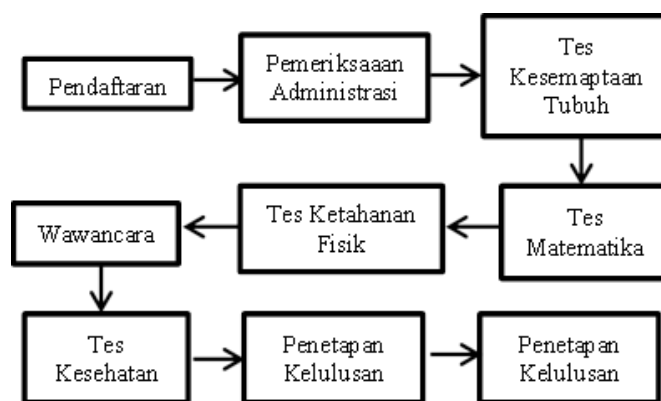 Pendaftaran
Pemeriksaaan
Administrasi
Tes
Kesemaptaan
Tubuh
Tes
Matematika
Tes Ketahanan
Fisik
Wawancara
Tes
Kesehatan
Penetapan
Kelulusan
Penetapan
Kelulusan